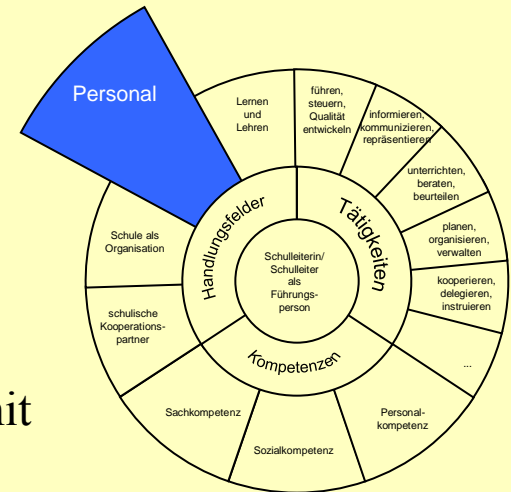 Personal
Lernen
und
Lehren
führen,
steuern,
Qualität
entwickeln
informieren,
kommunizieren,
repräsentieren
unterrichten,
beraten,
beurteilen
planen,
organisieren,
verwalten
kooperieren,
delegieren,
instruieren
...
Personal-
kompetenz
Sozialkompetenz
Sachkompetenz
schulische
Kooperations-
partner
Schule als
Organisation
Handlungsfelder
Tätigkeiten
Kompetenzen
Schulleiterin/
Schulleiter
als
Führungs-
person